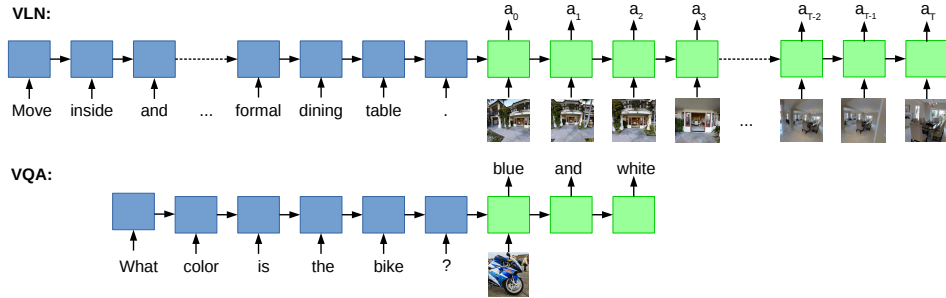 VLN:
a0 a1 a2 a3 aT-2 aT-1 aT
Move inside and ... formal dining table . ...
VQA:
blue and white
What color is the bike ?